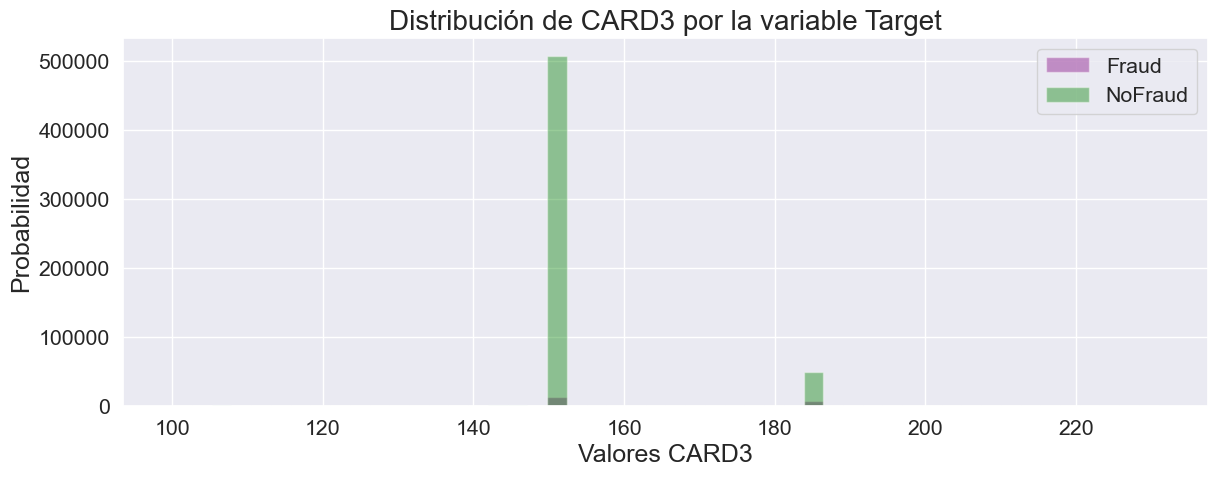 Distribución de CARD3 por la variable Target
Fraud
NoFraud
Probabilidad
500000
400000
300000
200000
100000
0
100 120 140 160 180 200 220
Valores CARD3